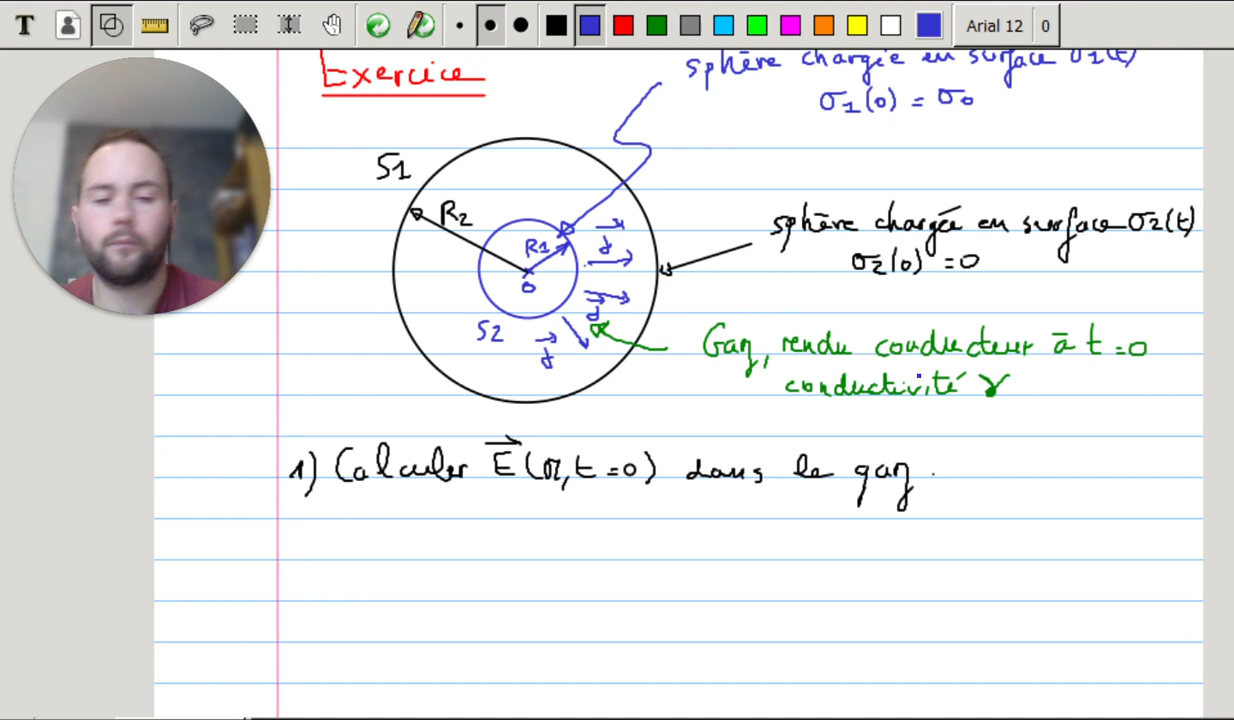 T Arial 12 0
Exercice
sphère chargée en surface σ1(t)
σ1(0) = σ0
S1
R2
R1
O
S2
j
j
j
sphère chargée en surface σ2(t)
σ2(0) = 0
Gaz, rendu conducteur à t = 0
conductivité γ
1) Calculer E(M, t = 0) dans le gaz.